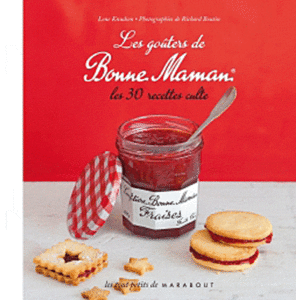 Lene Knudsen • Photographies de Richard Boutin
Les goûters de
Bonne Maman®
les 30 recettes culte
Bonne Maman
Fraises
les tout petits de MARABOUT